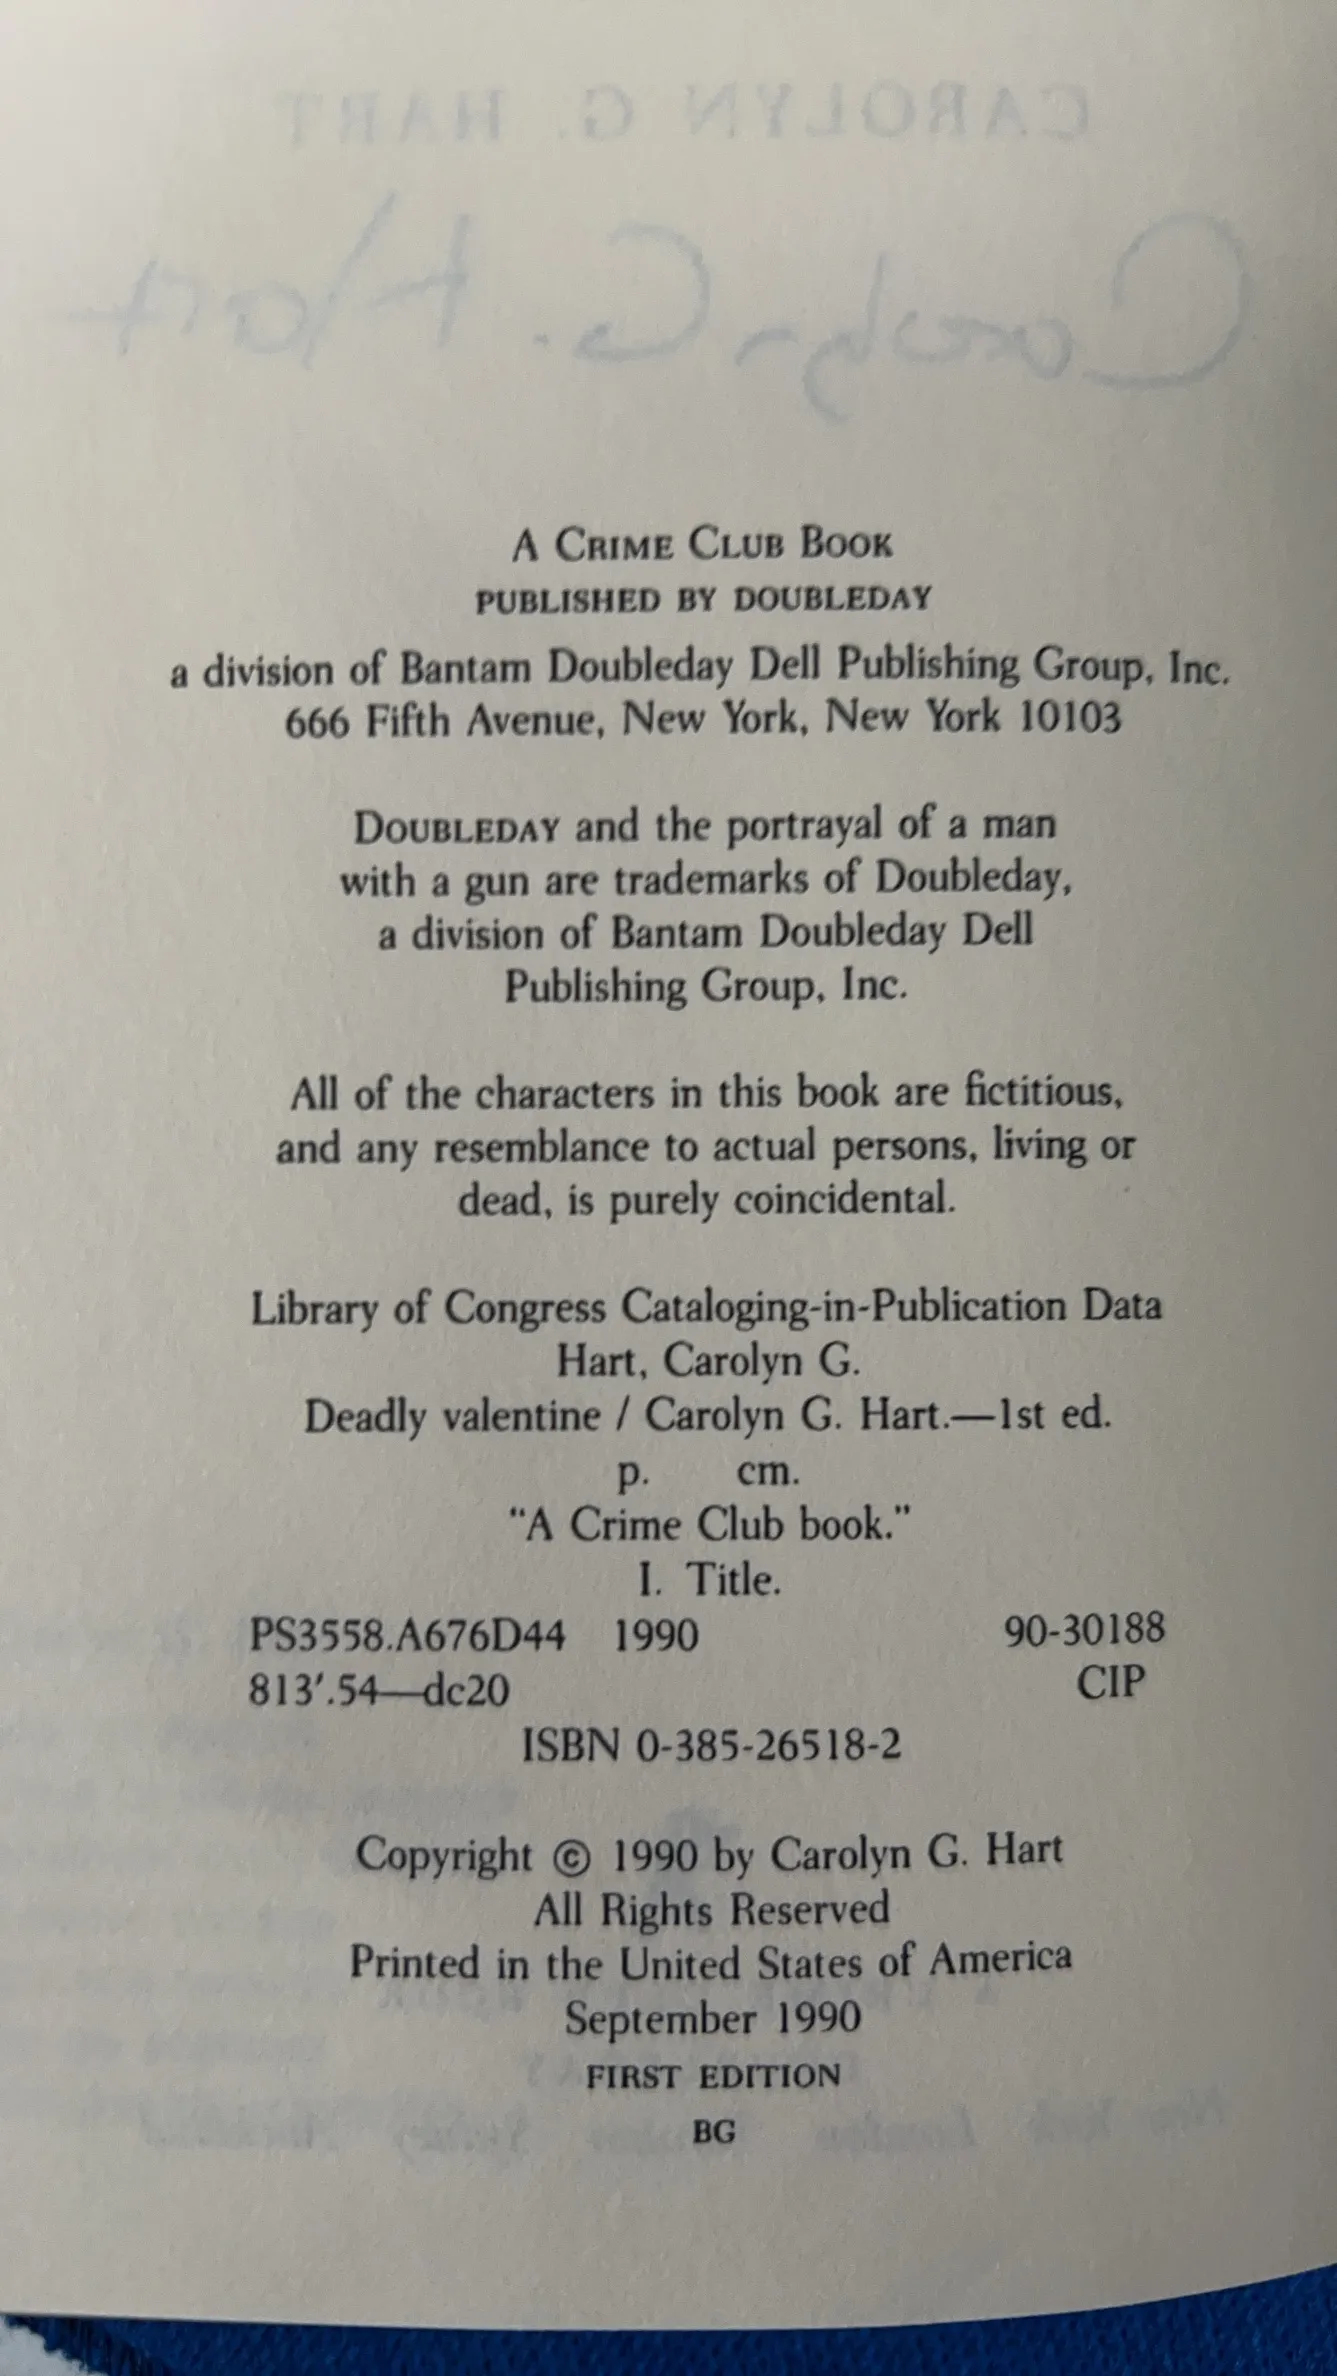 CAROLYN G. HART
Carolyn G. Hart
A CRIME CLUB BOOK
PUBLISHED BY DOUBLEDAY
a division of Bantam Doubleday Dell Publishing Group, Inc.
666 Fifth Avenue, New York, New York 10103
DOUBLEDAY and the portrayal of a man
with a gun are trademarks of Doubleday,
a division of Bantam Doubleday Dell
Publishing Group, Inc.
All of the characters in this book are fictitious,
and any resemblance to actual persons, living or
dead, is purely coincidental.
Library of Congress Cataloging-in-Publication Data
Hart, Carolyn G.
Deadly valentine / Carolyn G. Hart.—1st ed.
p. cm.
"A Crime Club book."
I. Title.
PS3558.A676D44 1990 90-30188
813′.54—dc20 CIP
ISBN 0-385-26518-2
Copyright © 1990 by Carolyn G. Hart
All Rights Reserved
Printed in the United States of America
September 1990
FIRST EDITION
BG